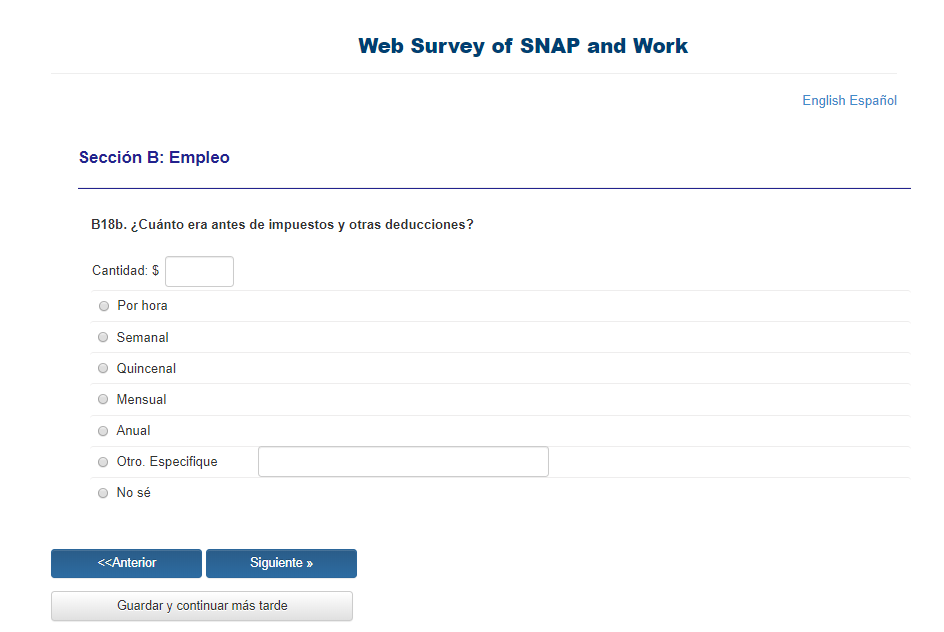 Web Survey of SNAP and Work
English Español
Sección B: Empleo
B18b. ¿Cuánto era antes de impuestos y otras deducciones?
Cantidad: $
Por hora
Semanal
Quincenal
Mensual
Anual
Otro. Especifique
No sé
<<Anterior
Siguiente »
Guardar y continuar más tarde